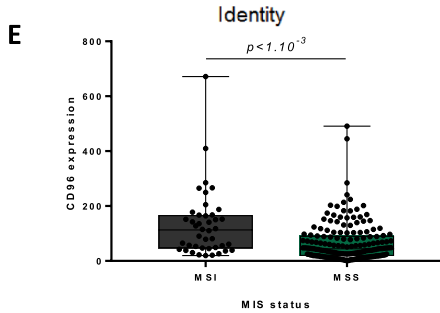 Identity
E
p<1.10⁻³
800
600
400
200
0
CD96 expression
MSI MSS
MIS status